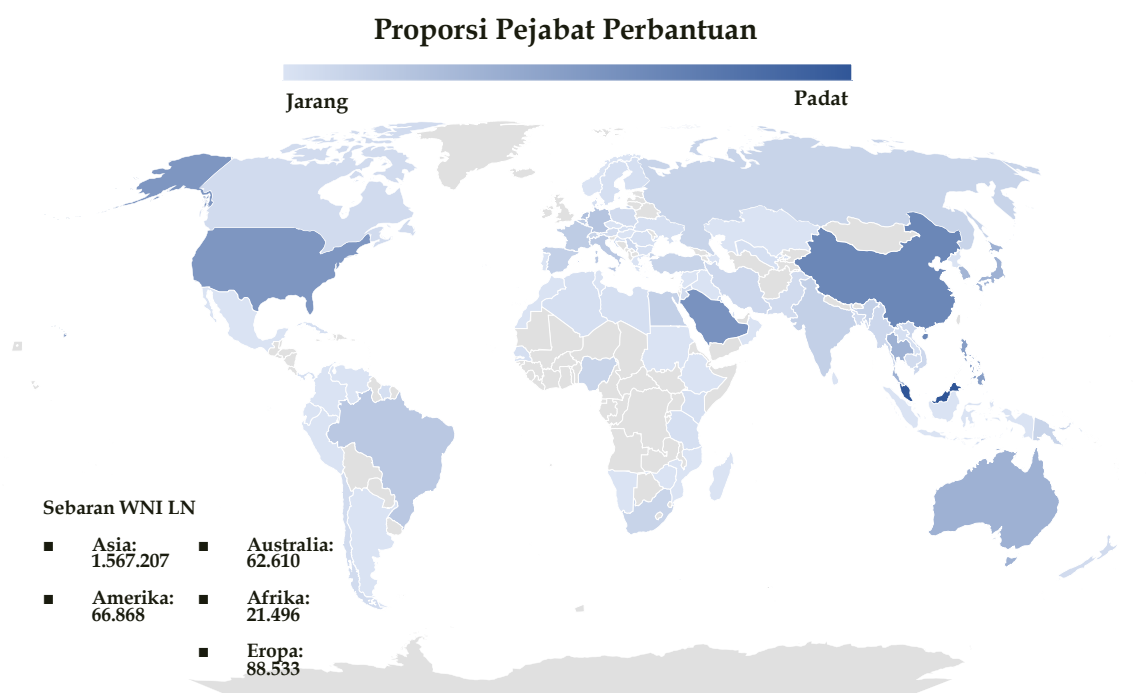 Proporsi Pejabat Perbantuan
Jarang
Padat
Sebaran WNI LN
▪ Asia:
1.567.207
▪ Amerika:
66.868
▪ Australia:
62.610
▪ Afrika:
21.496
▪ Eropa:
88.533